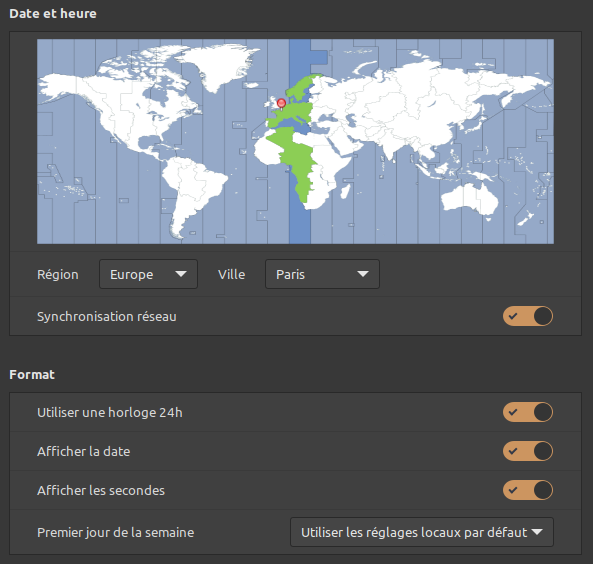 Date et heure
Région Europe Ville Paris
Synchronisation réseau
Format
Utiliser une horloge 24h
Afficher la date
Afficher les secondes
Premier jour de la semaine Utiliser les réglages locaux par défaut